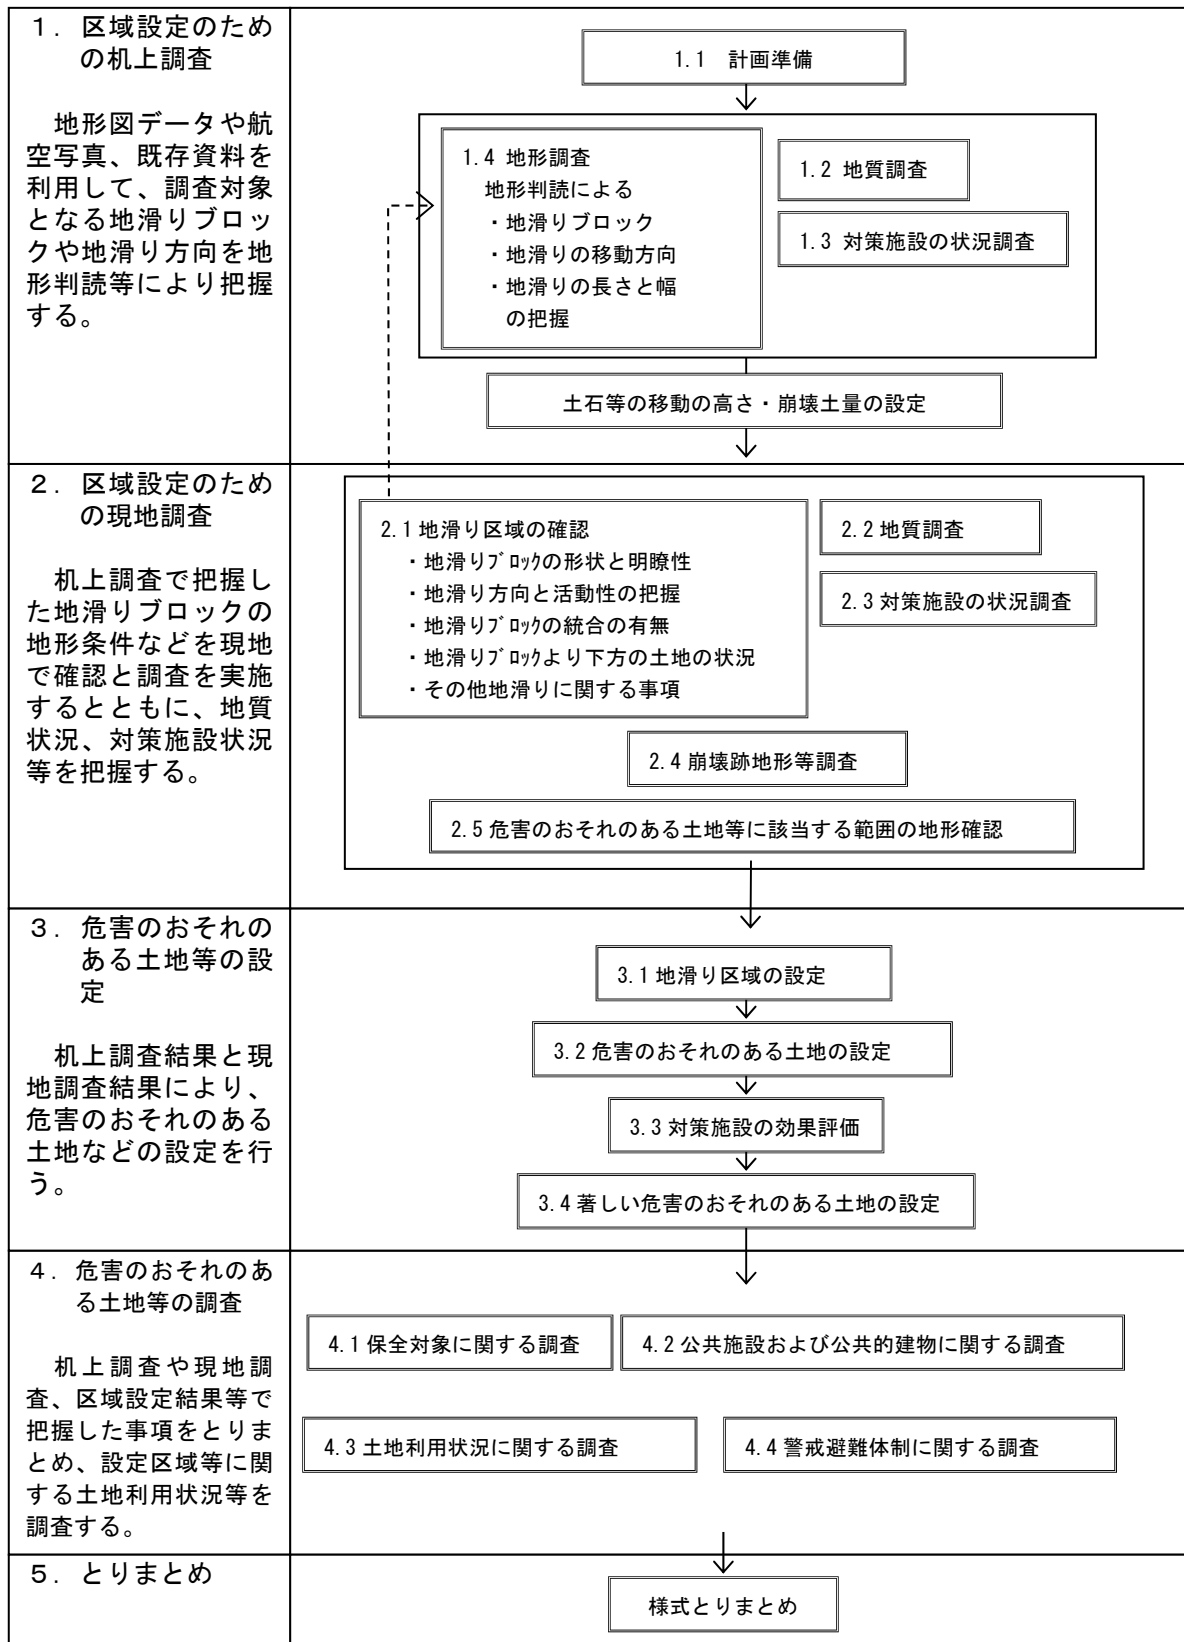 １．区域設定のため
の机上調査
地形図データや航
空写真、既存資料を
利用して、調査対象
となる地滑りブロッ
クや地滑り方向を地
形判読等により把握
する。
1.1　計画準備
1.4 地形調査
地形判読による
・地滑りブロック
・地滑りの移動方向
・地滑りの長さと幅
の把握
1.2 地質調査
1.3 対策施設の状況調査
土石等の移動の高さ・崩壊土量の設定
２．区域設定のため
の現地調査
机上調査で把握し
た地滑りブロックの
地形条件などを現地
で確認と調査を実施
するとともに、地質
状況、対策施設状況
等を把握する。
2.1地滑り区域の確認
・地滑りﾌﾞﾛｯｸの形状と明瞭性
・地滑り方向と活動性の把握
・地滑りﾌﾞﾛｯｸの統合の有無
・地滑りﾌﾞﾛｯｸより下方の土地の状況
・その他地滑りに関する事項
2.2地質調査
2.3対策施設の状況調査
2.4崩壊跡地形等調査
2.5危害のおそれのある土地等に該当する範囲の地形確認
３．危害のおそれの
ある土地等の設
定
机上調査結果と現
地調査結果により、
危害のおそれのある
土地などの設定を行
う。
3.1地滑り区域の設定
3.2危害のおそれのある土地の設定
3.3対策施設の効果評価
3.4著しい危害のおそれのある土地の設定
４．危害のおそれのあ
る土地等の調査
机上調査や現地調
査、区域設定結果等で
把握した事項をとりま
とめ、設定区域等に関
する土地利用状況等を
調査する。
4.1保全対象に関する調査
4.2公共施設および公共的建物に関する調査
4.3土地利用状況に関する調査
4.4警戒避難体制に関する調査
５．とりまとめ
様式とりまとめ